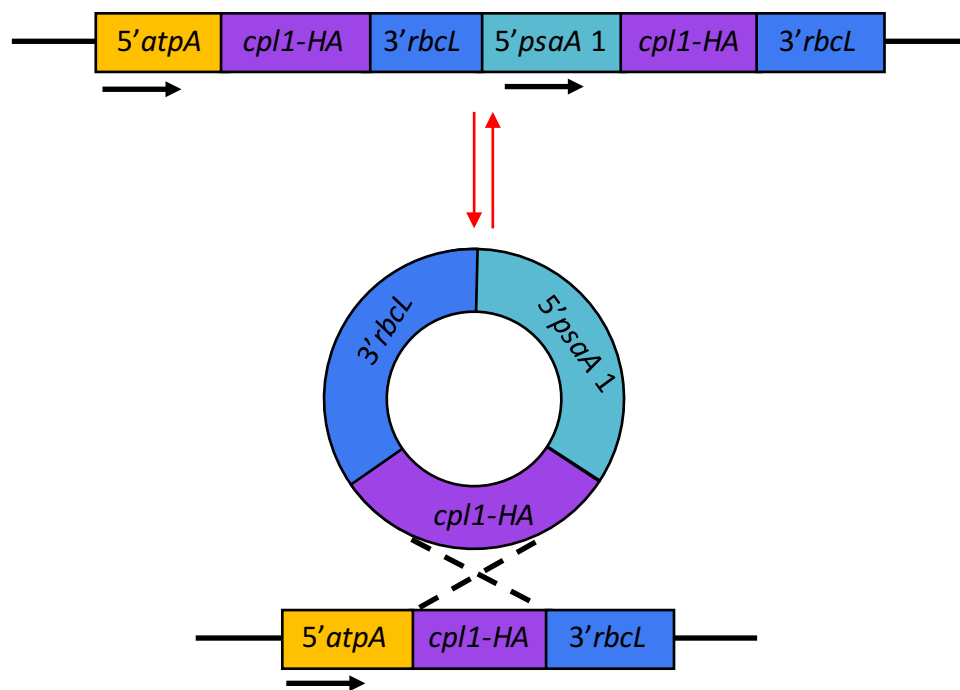 5'atpA cpl1-HA 3'rbcL 5'psaA 1 cpl1-HA 3'rbcL
3'rbcL
5'psaA 1
cpl1-HA
5'atpA cpl1-HA 3'rbcL